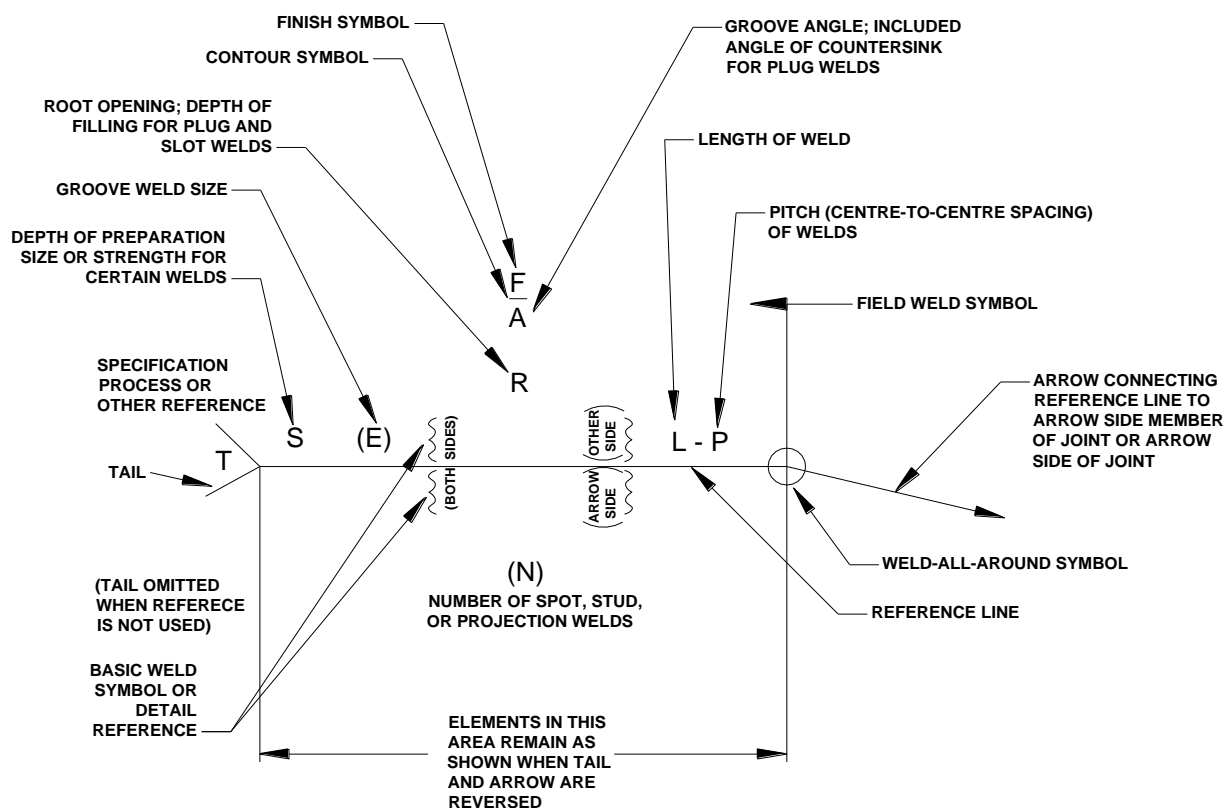 FINISH SYMBOL
CONTOUR SYMBOL
ROOT OPENING; DEPTH OF
FILLING FOR PLUG AND
SLOT WELDS
GROOVE WELD SIZE
DEPTH OF PREPARATION
SIZE OR STRENGTH FOR
CERTAIN WELDS
SPECIFICATION
PROCESS OR
OTHER REFERENCE
TAIL
(TAIL OMITTED
WHEN REFERECE
IS NOT USED)
BASIC WELD
SYMBOL OR
DETAIL
REFERENCE
GROOVE ANGLE; INCLUDED
ANGLE OF COUNTERSINK
FOR PLUG WELDS
LENGTH OF WELD
PITCH (CENTRE-TO-CENTRE SPACING)
OF WELDS
FIELD WELD SYMBOL
ARROW CONNECTING
REFERENCE LINE TO
ARROW SIDE MEMBER
OF JOINT OR ARROW
SIDE OF JOINT
WELD-ALL-AROUND SYMBOL
REFERENCE LINE
F
A
R
T
S
(E)
(BOTH SIDES)
OTHER
SIDE
ARROW
SIDE
L - P
(N)
NUMBER OF SPOT, STUD,
OR PROJECTION WELDS
ELEMENTS IN THIS
AREA REMAIN AS
SHOWN WHEN TAIL
AND ARROW ARE
REVERSED